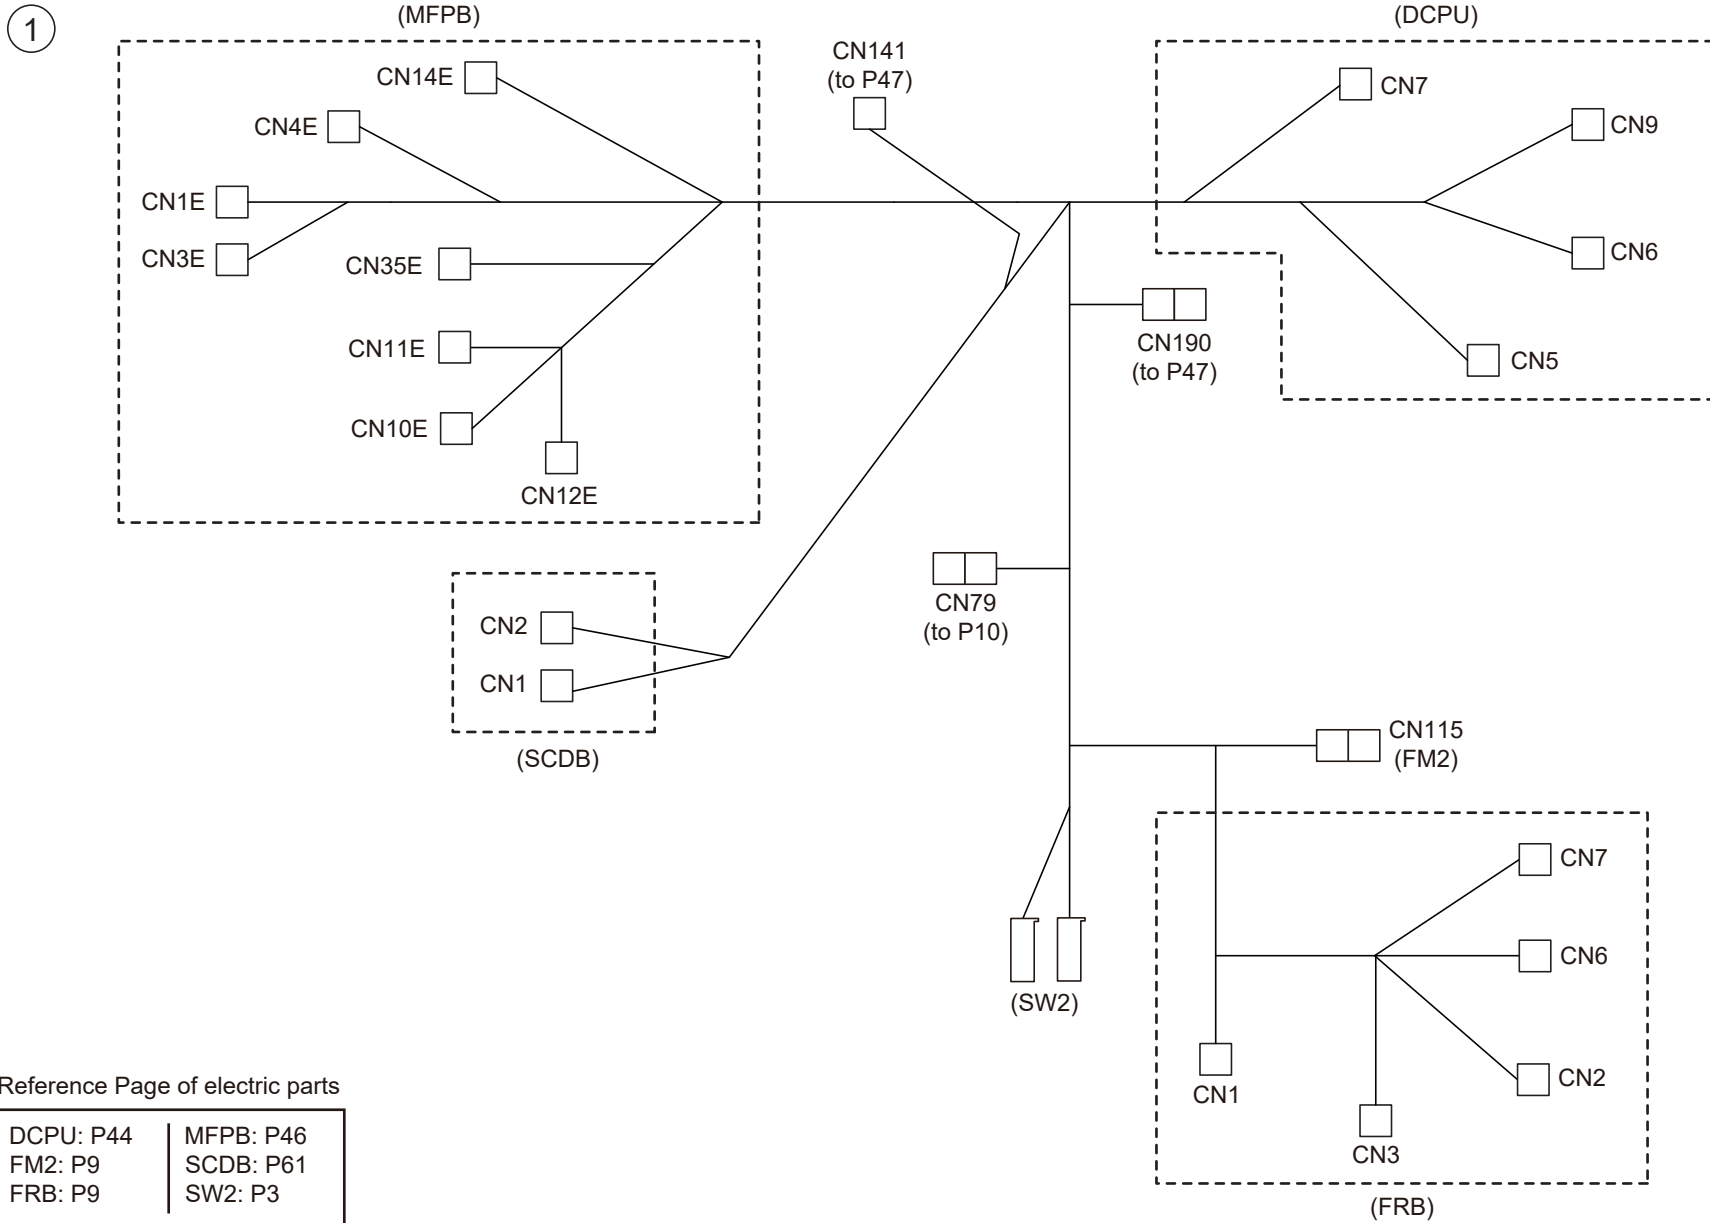 1
(MFPB)
(DCPU)
CN141
(to P47)
CN14E
CN7
CN4E
CN9
CN1E
CN3E
CN35E
CN6
CN11E
CN190
(to P47)
CN5
CN10E
CN12E
CN79
(to P10)
CN2
CN1
(SCDB)
CN115
(FM2)
CN7
CN6
(SW2)
CN2
CN1
CN3
(FRB)
Reference Page of electric parts
DCPU: P44
FM2: P9
FRB: P9
MFPB: P46
SCDB: P61
SW2: P3